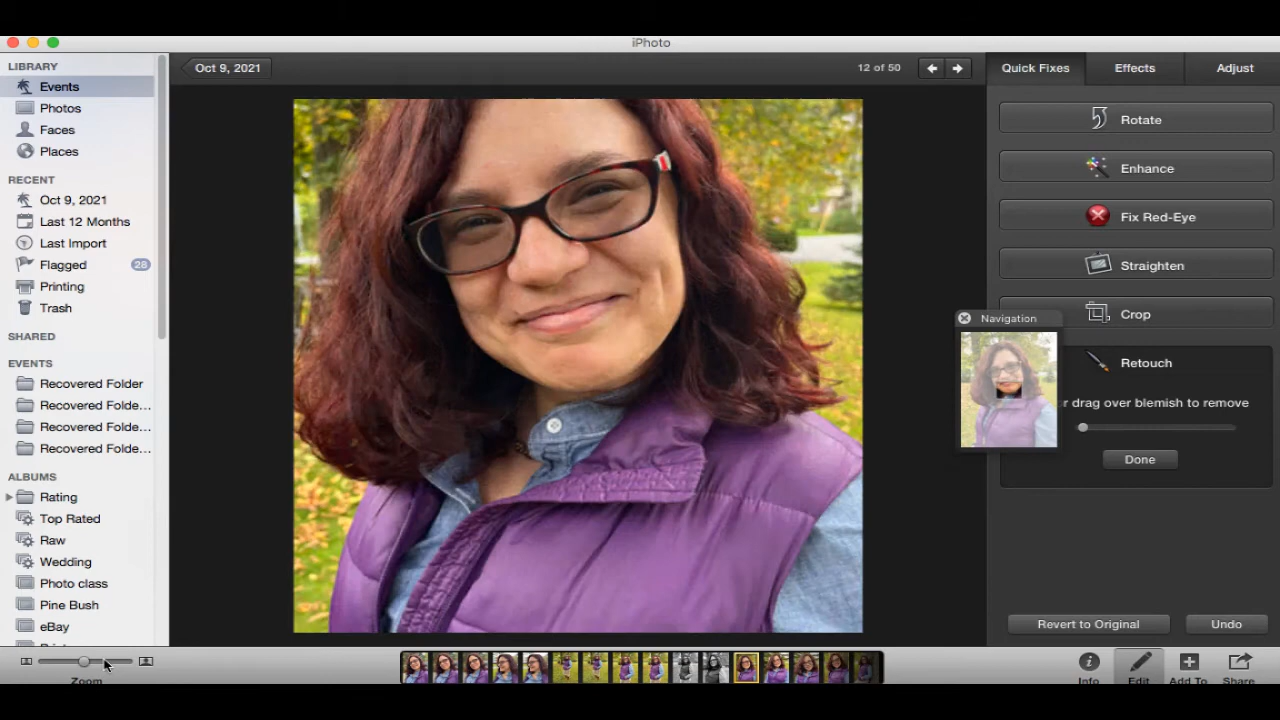 iPhoto
LIBRARY
Events
Photos
Faces
Places
RECENT
Oct 9, 2021
Last 12 Months
Last Import
Flagged 28
Printing
Trash
SHARED
EVENTS
Recovered Folder
Recovered Folde...
Recovered Folde...
Recovered Folde...
ALBUMS
Rating
Top Rated
Raw
Wedding
Photo class
Pine Bush
eBay
Zoom
Oct 9, 2021
12 of 50
Quick Fixes
Effects
Adjust
Rotate
Enhance
Fix Red-Eye
Straighten
Crop
Navigation
Retouch
r drag over blemish to remove
Done
Revert to Original
Undo
Info
Edit
Add To
Share